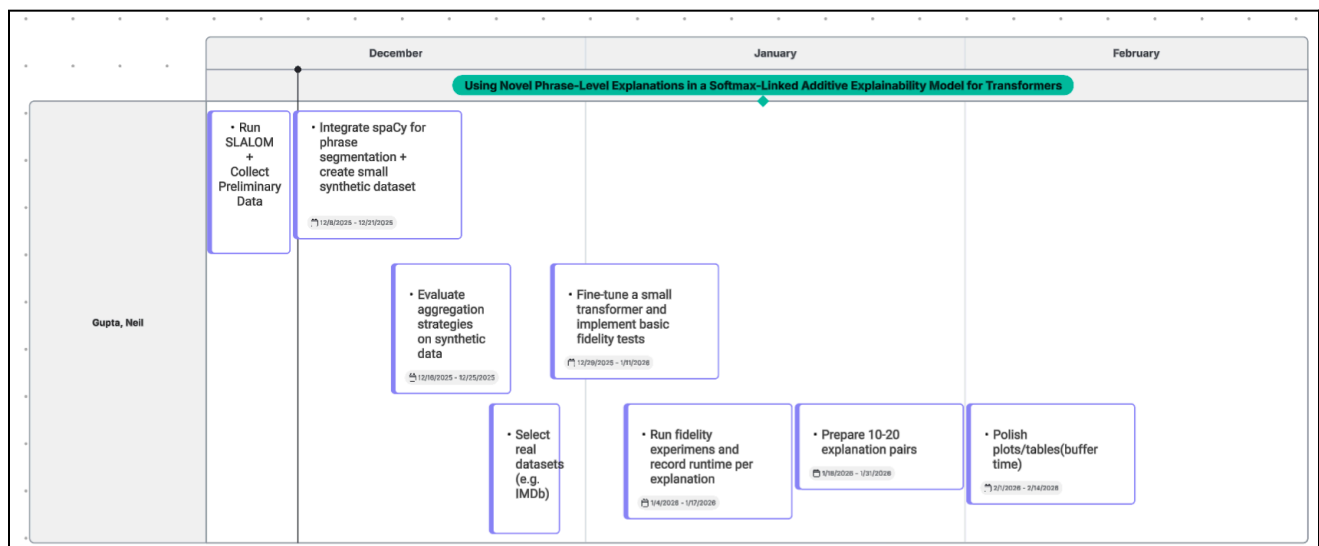 December
January
February
Using Novel Phrase-Level Explanations in a Softmax-Linked Additive Explainability Model for Transformers
Gupta, Neil
• Run
SLALOM
+
Collect
Preliminary
Data
• Integrate spaCy for
phrase
segmentation +
create small
synthetic dataset
12/8/2025 - 12/21/2025
• Evaluate
aggregation
strategies
on synthetic
data
12/16/2025 - 12/25/2025
• Fine-tune a small
transformer and
implement basic
fidelity tests
12/29/2025 - 1/11/2026
• Select
real
datasets
(e.g.
IMDb)
• Run fidelity
experimens and
record runtime per
explanation
1/4/2026 - 1/17/2026
• Prepare 10-20
explanation pairs
1/18/2026 - 1/31/2026
• Polish
plots/tables(buffer
time)
2/1/2026 - 2/14/2026